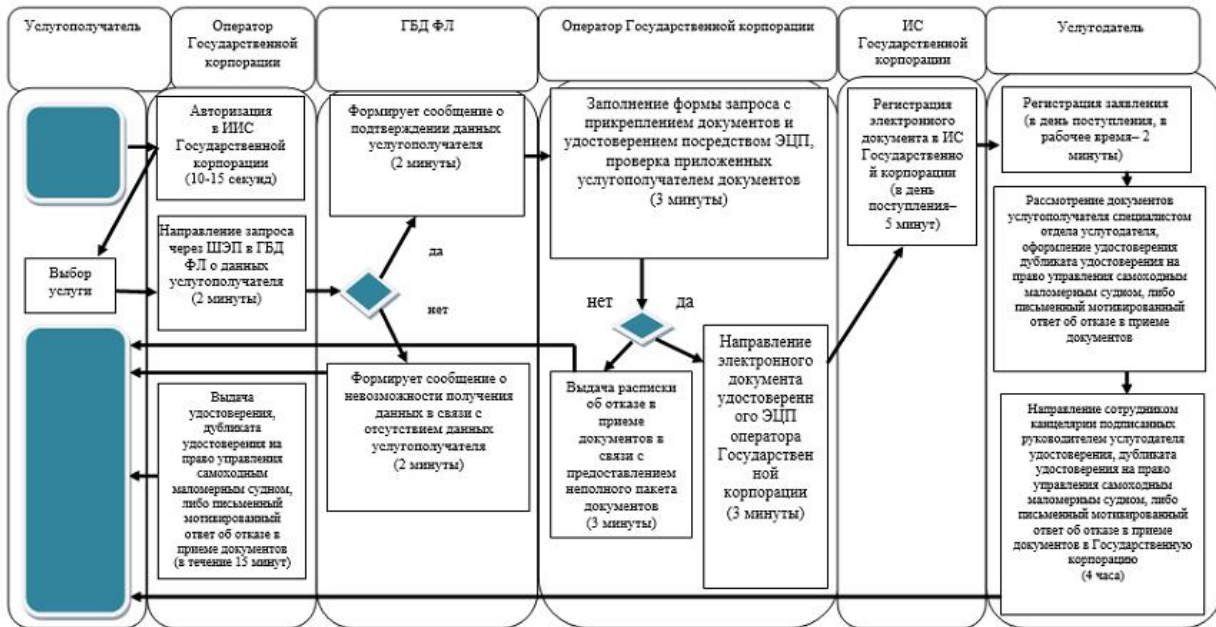 Услугополучатель
Оператор
Государственной
корпорации
ГБД ФЛ
Оператор Государственной корпорации
ИС
Государственной
корпорации
Услугодатель
Авторизация
в ИИС
Государственной
корпорации
(10-15 секунд)
Формирует сообщение о
подтверждении данных
услугополучателя
(2 минуты)
Заполнение формы запроса с
прикреплением документов и
удостоверением посредством ЭЦП,
проверка приложенных
услугополучателем документов
(3 минуты)
Регистрация
электронного
документа в ИС
Государственно
й корпорации
(в день
поступления–
5 минут)
Регистрация заявления
(в день поступления, в
рабочее время– 2
минуты)
Выбор
услуги
Направление запроса
через ШЭП в ГБД
ФЛ о данных
услугополучателя
(2 минуты)
да
нет
нет
да
Рассмотрение документов
услугополучателя специалистом
отдела услугодателя,
оформление удостоверения
дубликата удостоверения на
право управления самоходным
маломерным судном, либо
письменный мотивированный
ответ об отказе в приеме
документов
Выдача
удостоверения,
дубликата
удостоверения на
право управления
самоходным
маломерным судном,
либо письменный
мотивированный
ответ об отказе в
приеме документов
(в течение 15 минут)
Формирует сообщение о
невозможности получения
данных в связи с
отсутствием данных
услугополучателя
(2 минуты)
Выдача расписки
об отказе в
приеме
документов в
связи с
предоставлением
неполного пакета
документов
(3 минуты)
Направление
электронного
документа
удостоверен
ного ЭЦП
оператора
Государствен
ной
корпорации
(3 минуты)
Направление сотрудником
канцелярии подписанных
руководителем услугодателя
удостоверения, дубликата
удостоверения на право
управления самоходным
маломерным судном, либо
письменный мотивированный
ответ об отказе в приеме
документов в Государственную
корпорацию
(4 часа)